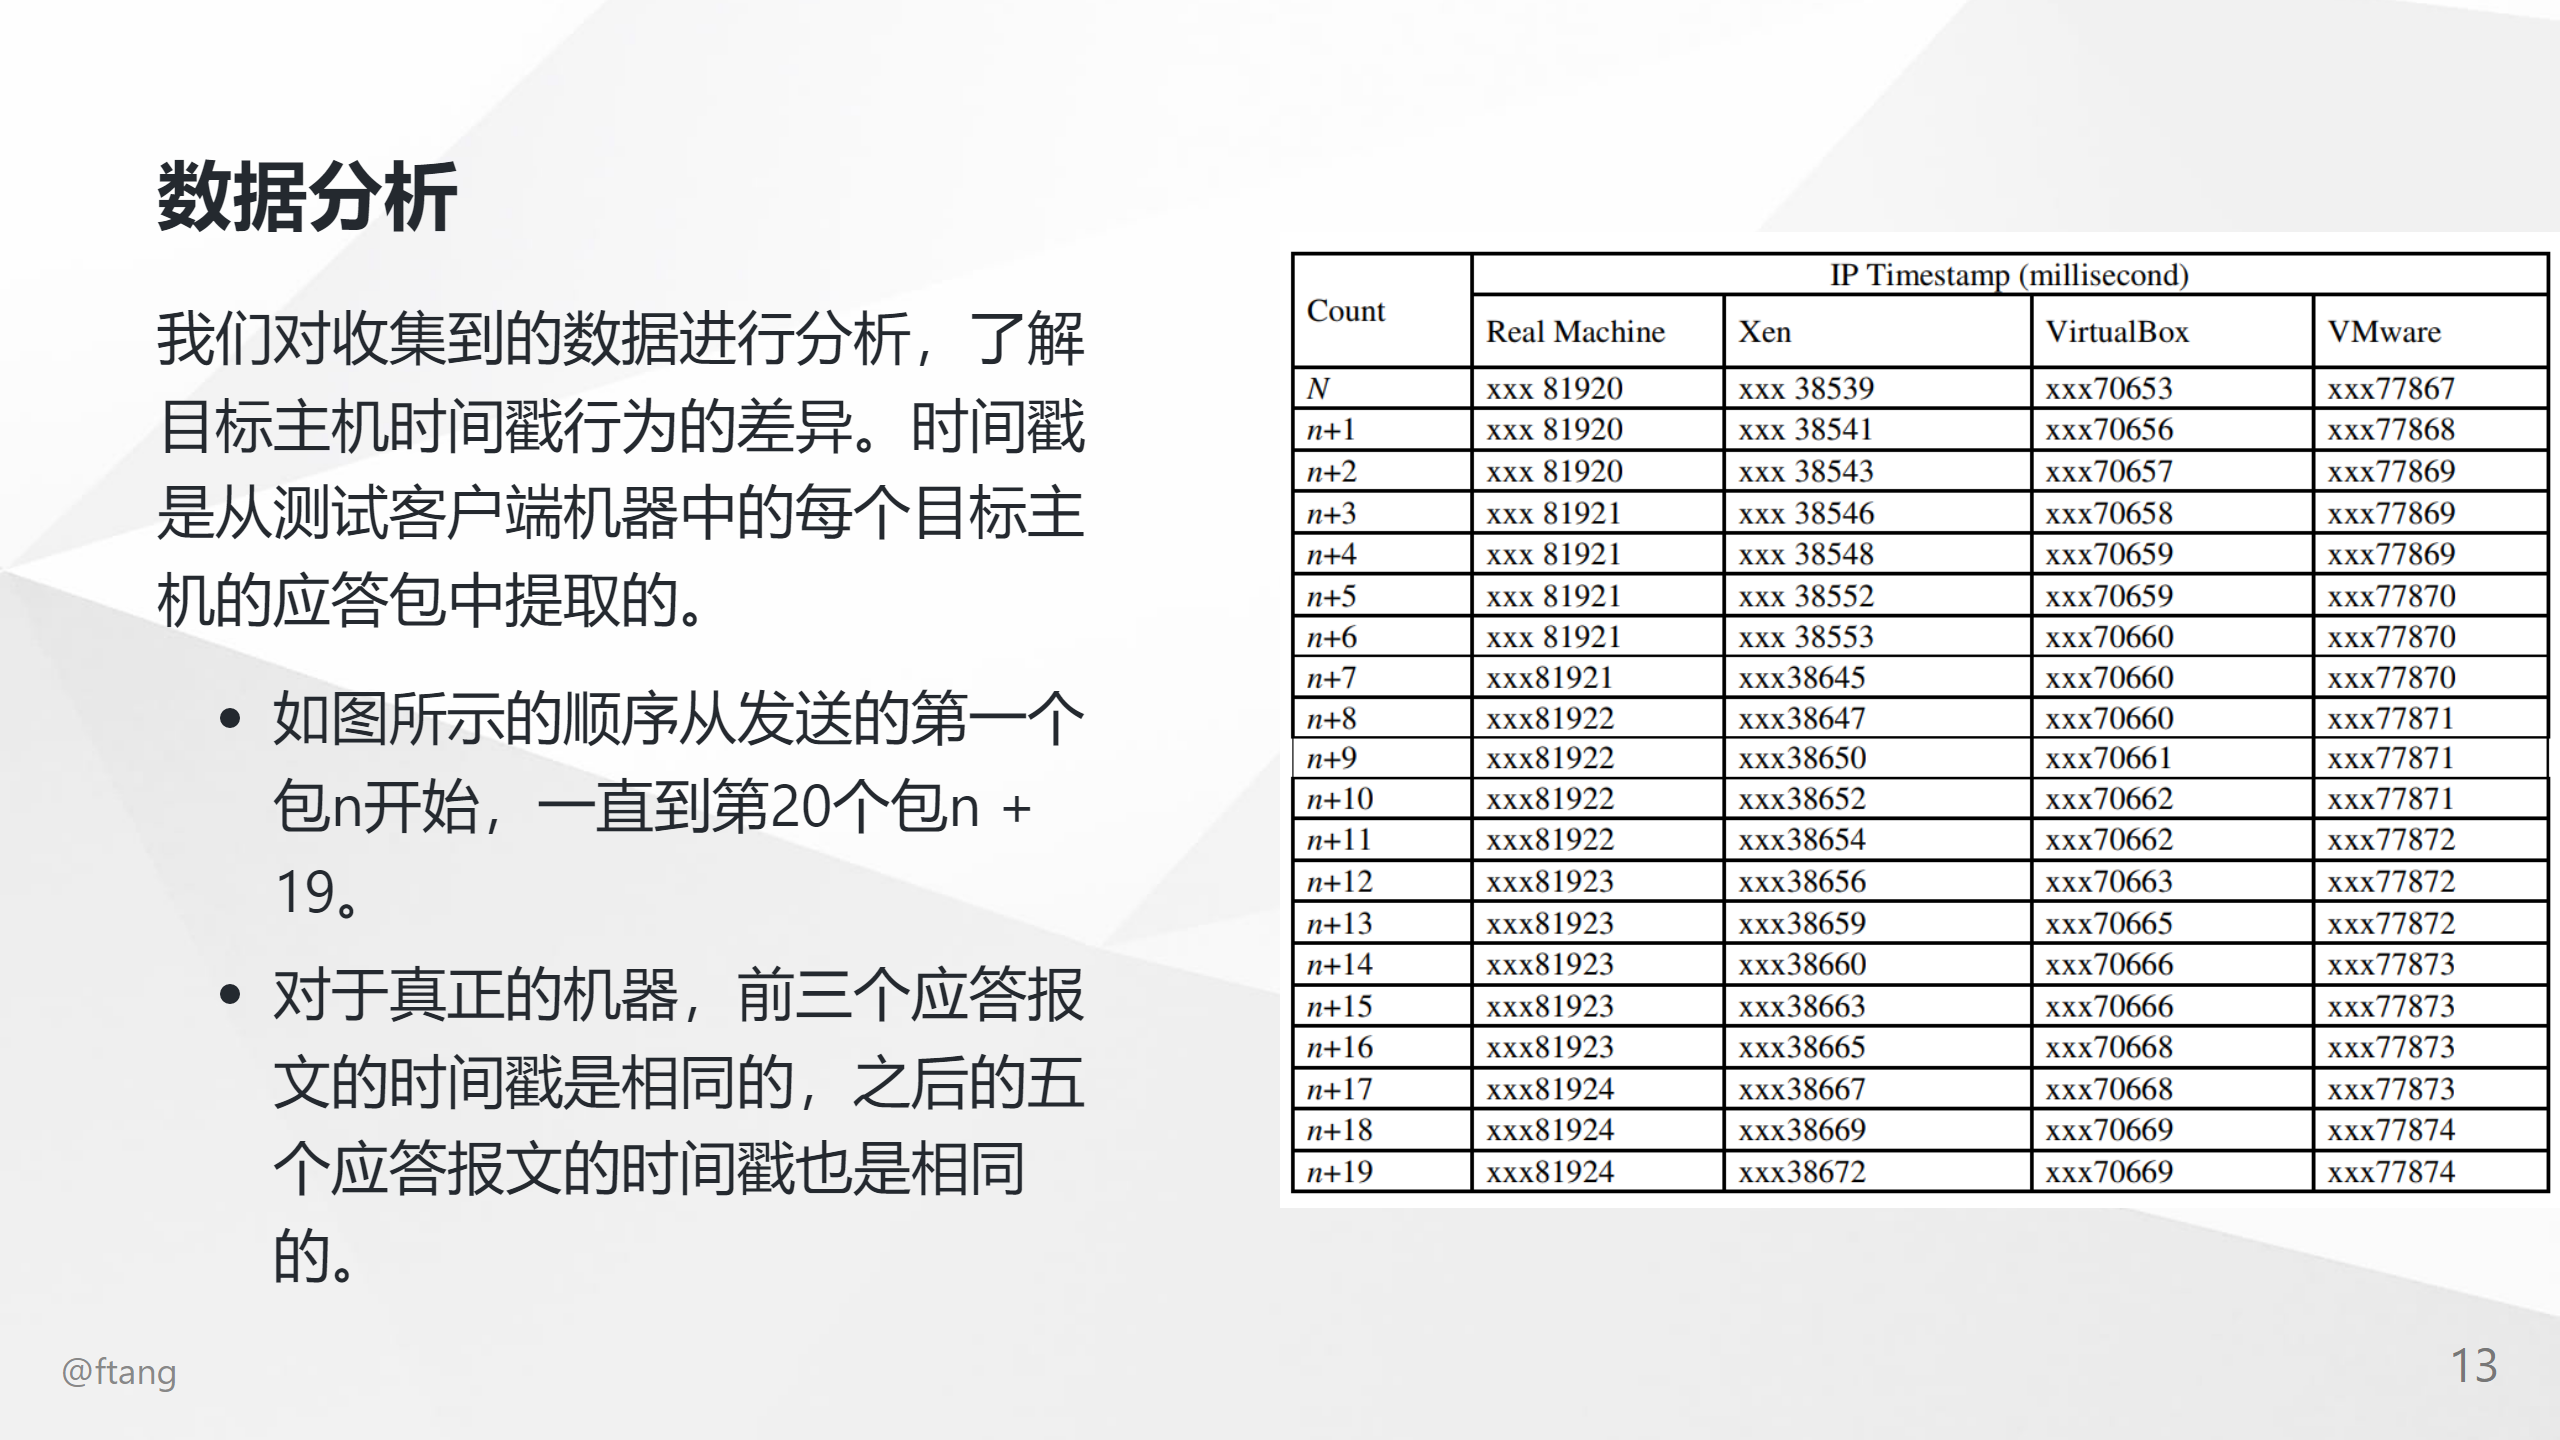 数据分析
我们对收集到的数据进行分析，了解
目标主机时间戳行为的差异。时间戳
是从测试客户端机器中的每个目标主
机的应答包中提取的。
• 如图所示的顺序从发送的第一个
包n开始，一直到第20个包n +
19。
• 对于真正的机器，前三个应答报
文的时间戳是相同的，之后的五
个应答报文的时间戳也是相同
的。
Count IP Timestamp (millisecond)
Real Machine Xen VirtualBox VMware
N xxx 81920 xxx 38539 xxx70653 xxx77867
n+1 xxx 81920 xxx 38541 xxx70656 xxx77868
n+2 xxx 81920 xxx 38543 xxx70657 xxx77869
n+3 xxx 81921 xxx 38546 xxx70658 xxx77869
n+4 xxx 81921 xxx 38548 xxx70659 xxx77869
n+5 xxx 81921 xxx 38552 xxx70659 xxx77870
n+6 xxx 81921 xxx 38553 xxx70660 xxx77870
n+7 xxx81921 xxx38645 xxx70660 xxx77870
n+8 xxx81922 xxx38647 xxx70660 xxx77871
n+9 xxx81922 xxx38650 xxx70661 xxx77871
n+10 xxx81922 xxx38652 xxx70662 xxx77871
n+11 xxx81922 xxx38654 xxx70662 xxx77872
n+12 xxx81923 xxx38656 xxx70663 xxx77872
n+13 xxx81923 xxx38659 xxx70665 xxx77872
n+14 xxx81923 xxx38660 xxx70666 xxx77873
n+15 xxx81923 xxx38663 xxx70666 xxx77873
n+16 xxx81923 xxx38665 xxx70668 xxx77873
n+17 xxx81924 xxx38667 xxx70668 xxx77873
n+18 xxx81924 xxx38669 xxx70669 xxx77874
n+19 xxx81924 xxx38672 xxx70669 xxx77874
@ftang
13